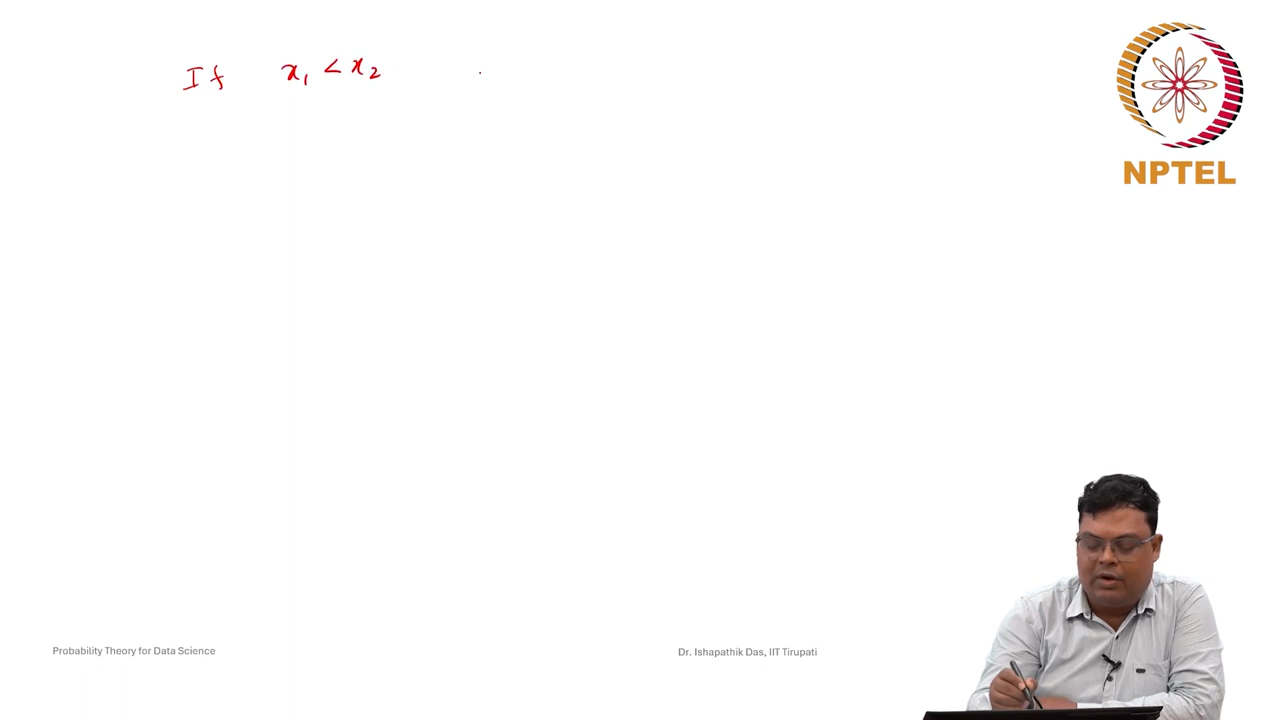 If x₁ < x₂
NPTEL
Probability Theory for Data Science
Dr. Ishapathik Das, IIT Tirupati